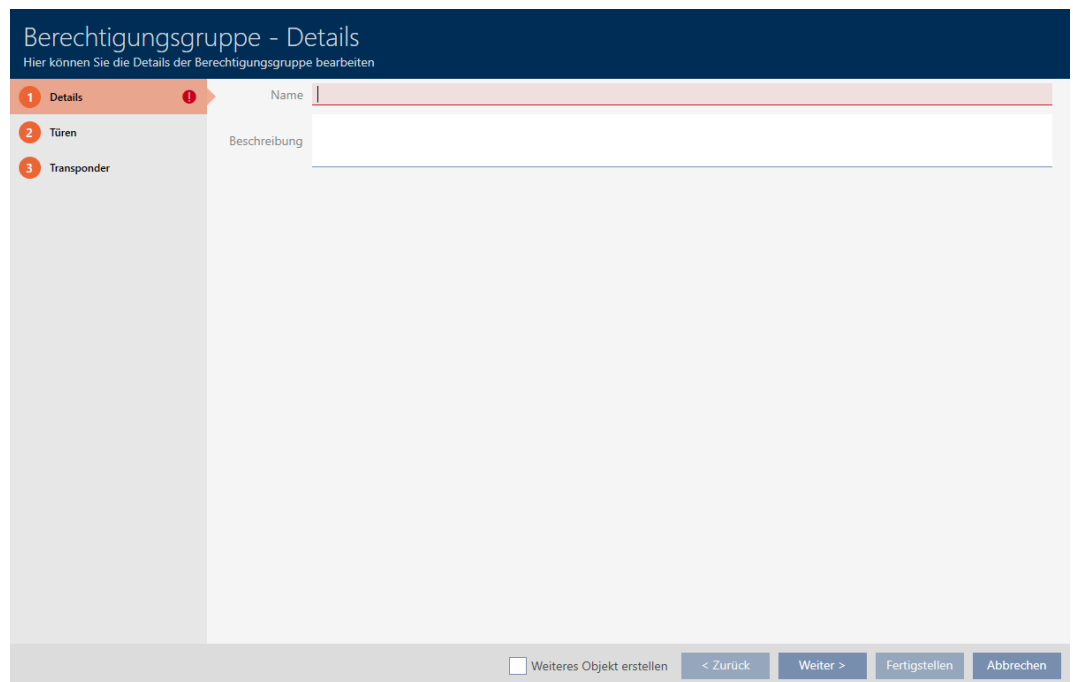 Berechtigungsgruppe - Details
Hier können Sie die Details der Berechtigungsgruppe bearbeiten
1 Details !
2 Türen
3 Transponder
Name
Beschreibung
Weiteres Objekt erstellen < Zurück Weiter > Fertigstellen Abbrechen